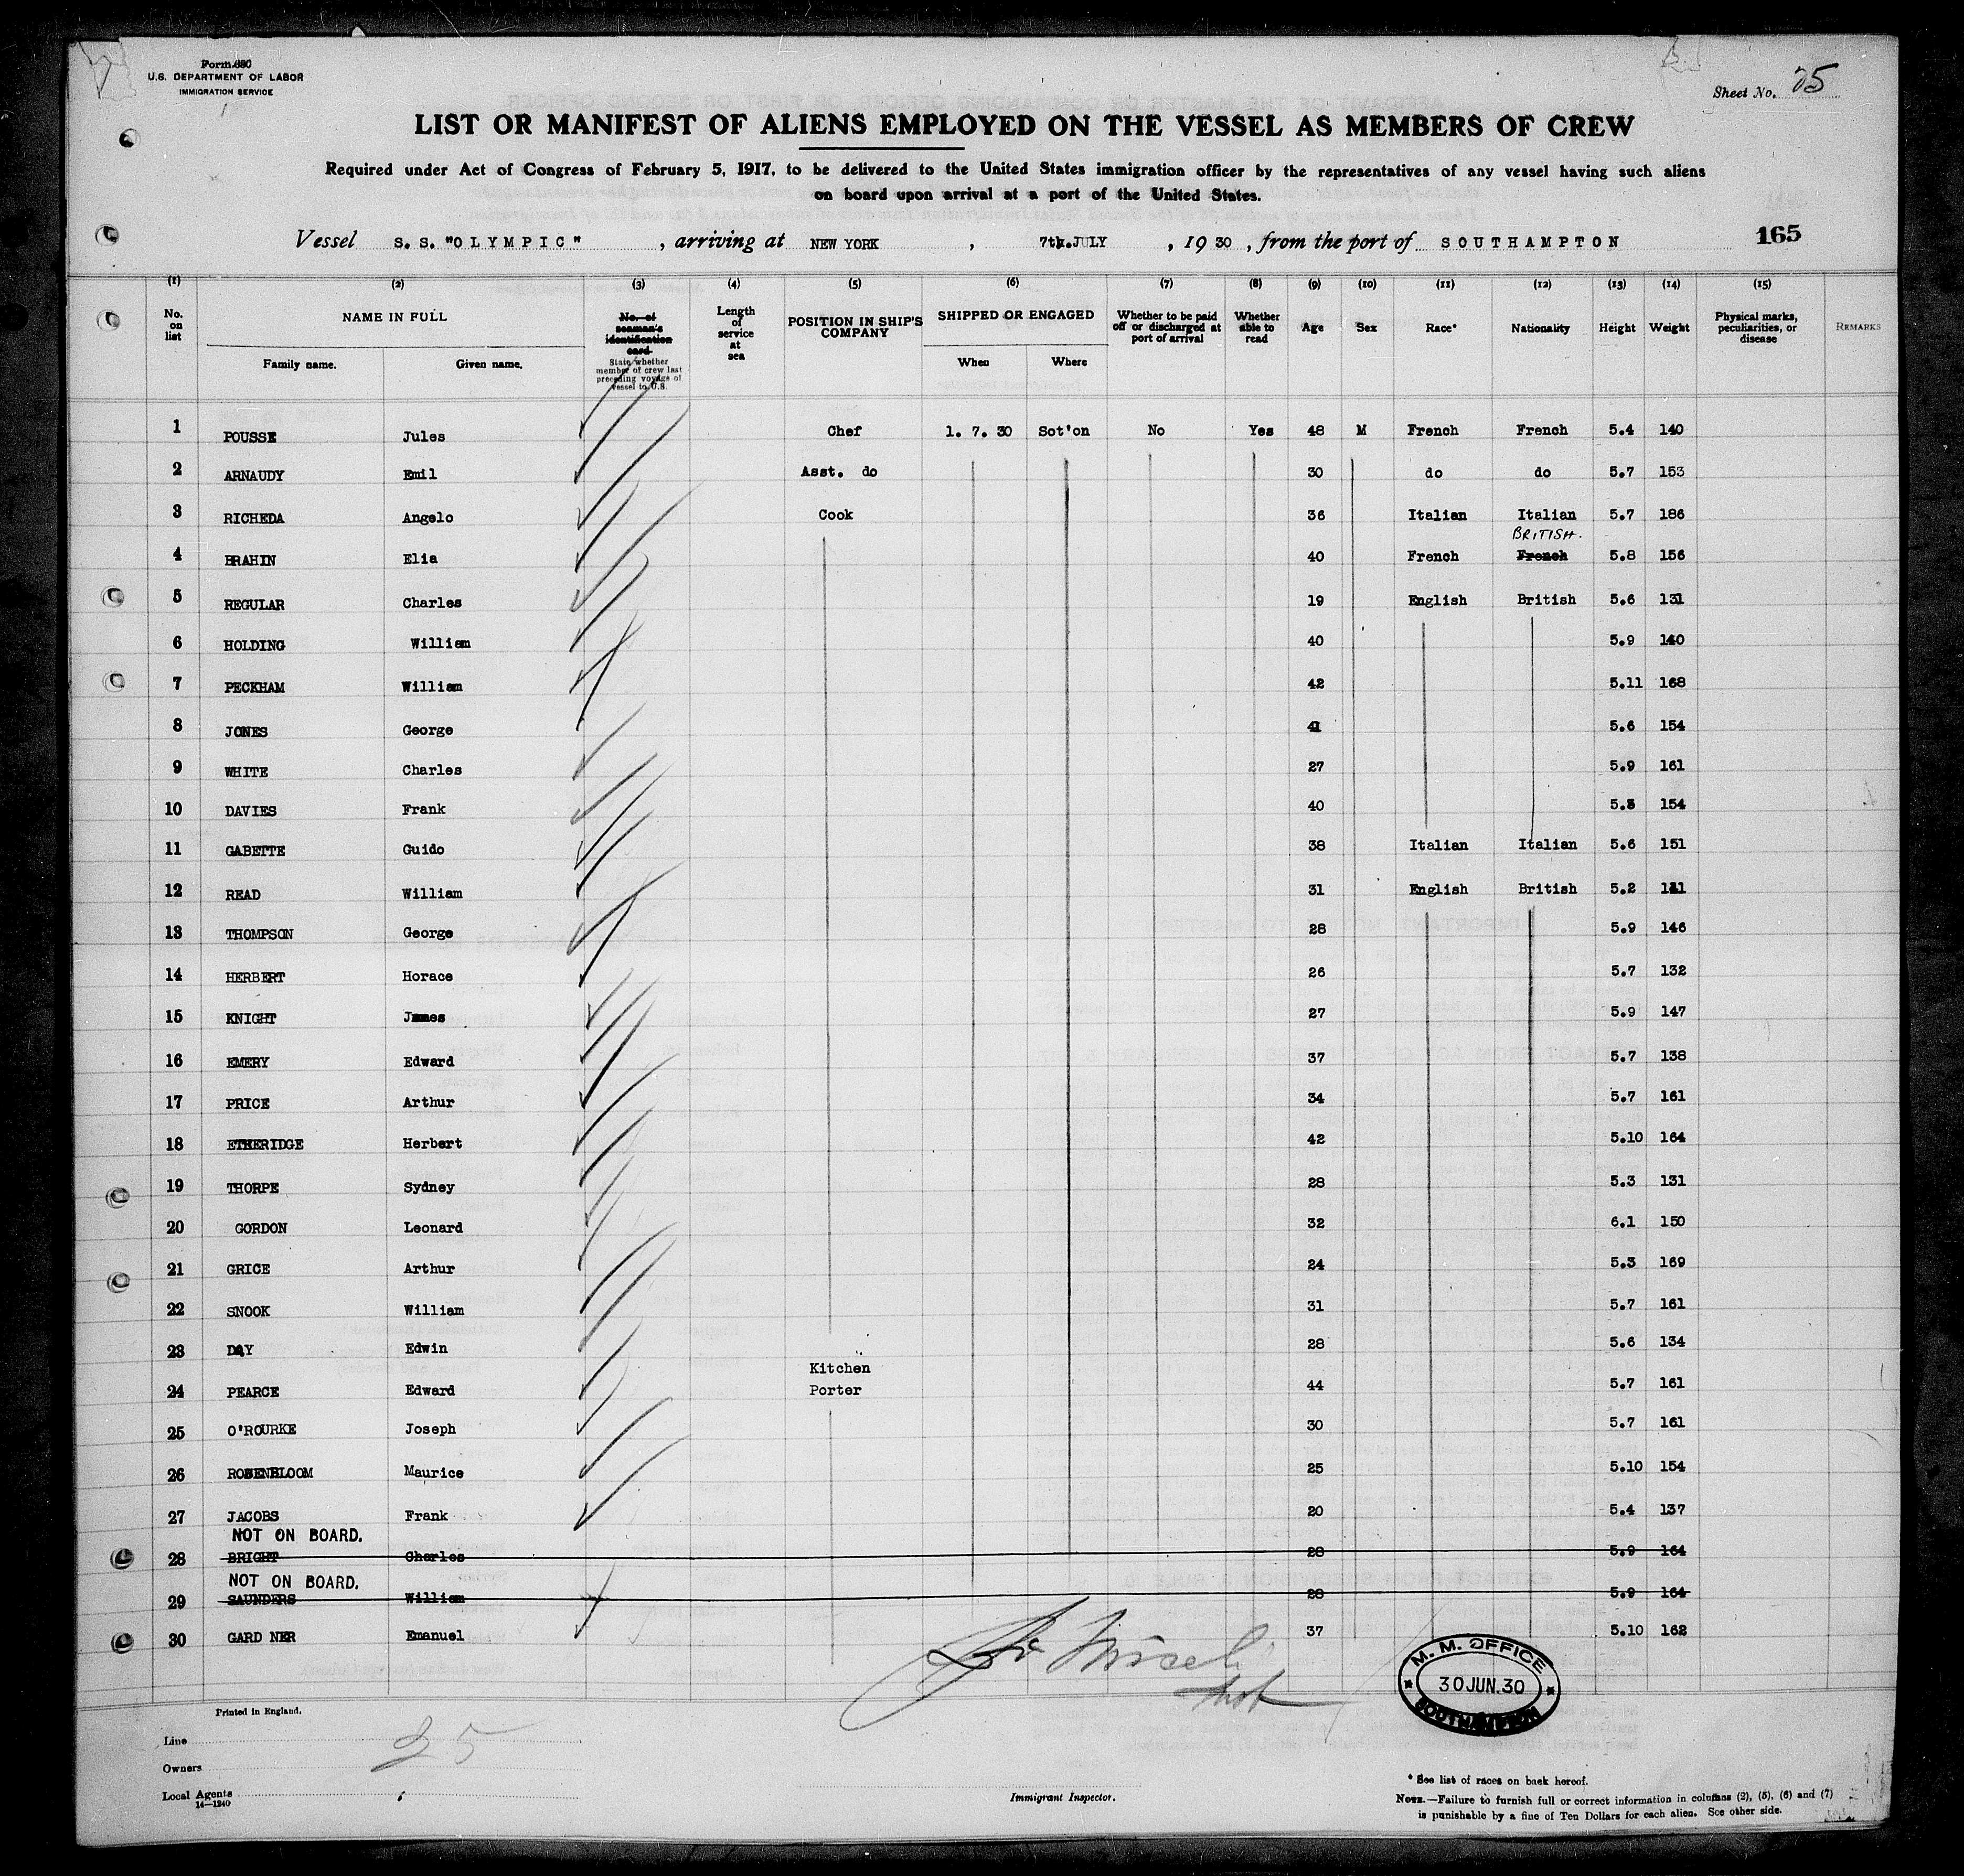 Form 680
U.S. DEPARTMENT OF LABOR
IMMIGRATION SERVICE
Sheet No. 25
LIST OR MANIFEST OF ALIENS EMPLOYED ON THE VESSEL AS MEMBERS OF CREW
Required under Act of Congress of February 5, 1917, to be delivered to the United States immigration officer by the representatives of any vessel having such aliens
on board upon arrival at a port of the United States.
Vessel S. S. "OLYMPIC", arriving at NEW YORK, 7th. JULY, 1930, from the port of SOUTHAMPTON 165
(1) (2) (3) (4) (5) (6) (7) (8) (9) (10) (11) (12) (13) (14) (15)
No. on list NAME IN FULL Family name. Given name. No. of seaman's identification card State whether member of crew last preceding voyage of vessel to U.S. Length of service at sea POSITION IN SHIP'S COMPANY SHIPPED OR ENGAGED When Where Whether to be paid off or discharged at port of arrival Whether able to read Age Sex Race* Nationality Height Weight Physical marks, peculiarities, or disease REMARKS
1 POUSSE Jules Chef 1. 7. 30 Sot'on No Yes 48 M French French 5.4 140
2 ARNAUDY Emil Asst. do 30 do do 5.7 153
3 RICHEDA Angelo Cook 36 Italian Italian 5.7 186
BRITISH.
4 BRAHIN Elia 40 French French 5.8 156
5 REGULAR Charles 19 English British 5.6 131
6 HOLDING William 40 5.9 140
7 PECKHAM William 42 5.11 168
8 JONES George 41 5.6 154
9 WHITE Charles 27 5.9 161
10 DAVIES Frank 40 5.8 154
11 GABETTE Guido 38 Italian Italian 5.6 151
12 READ William 31 English British 5.2
13 THOMPSON George 28 5.9 146
14 HERBERT Horace 26 5.7 132
15 KNIGHT James 27 5.9 147
16 EMERY Edward 37 5.7 138
17 PRICE Arthur 34 5.7 161
18 ETHERIDGE Herbert 42 5.10 164
19 THORPE Sydney 28 5.3 131
20 GORDON Leonard 32 6.1 150
21 GRICE Arthur 24 5.3 169
22 SNOOK William 31 5.7 161
23 DAY Edwin 28 5.6 134
Kitchen
24 PEARCE Edward Porter 44 5.7 161
25 O'ROURKE Joseph 30 5.7 161
26 ROSENBLOOM Maurice 25 5.10 154
27 JACOBS Frank 20 5.4 137
NOT ON BOARD.
28 BRIGHT Charles 28 5.9 164
NOT ON BOARD.
29 SAUNDERS William 28 5.9 164
30 GARD NER Emanuel 37 5.10 162
M. M. OFFICE
30 JUN. 30
SOUTHAMPTON
Printed in England.
Line
25
Owners
Local Agents
14—1240
Immigrant Inspector.
* See list of races on back hereof.
NOTE.—Failure to furnish full or correct information in columns (2), (5), (6) and (7)
is punishable by a fine of Ten Dollars for each alien. See other side.